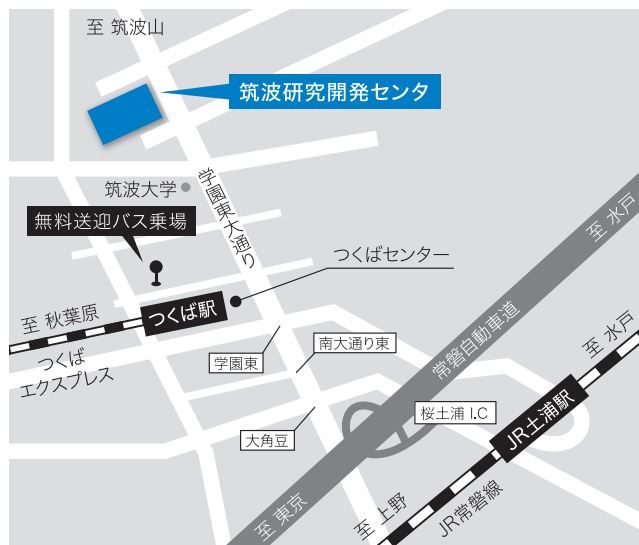 至 筑波山
筑波研究開発センタ
筑波大学
学園東大通り
無料送迎バス乗場
至 水戸
つくばセンター
至 秋葉原
つくば駅
つくば
エクスプレス
学園東
南大通り東
常磐自動車道
至 水戸
大角豆
桜土浦 I.C
JR土浦駅
至 東京
至 上野
JR常磐線